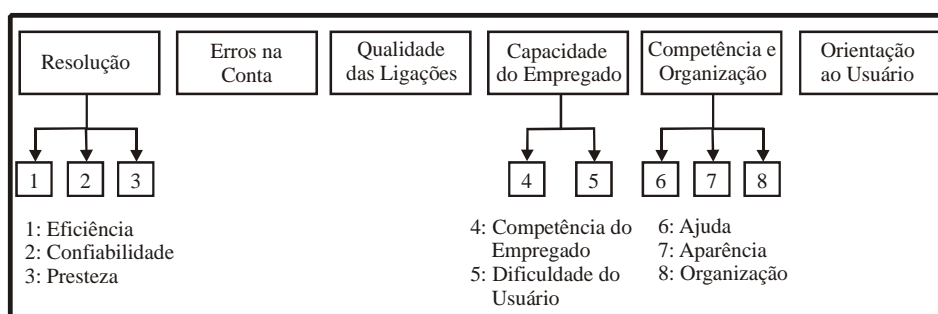 Resolução
Erros na
Conta
Qualidade
das Ligações
Capacidade
do Empregado
Competência e
Organização
Orientação
ao Usuário
1
2
3
4
5
6
7
8
1: Eficiência
2: Confiabilidade
3: Presteza
4: Competência do
Empregado
5: Dificuldade do
Usuário
6: Ajuda
7: Aparência
8: Organização